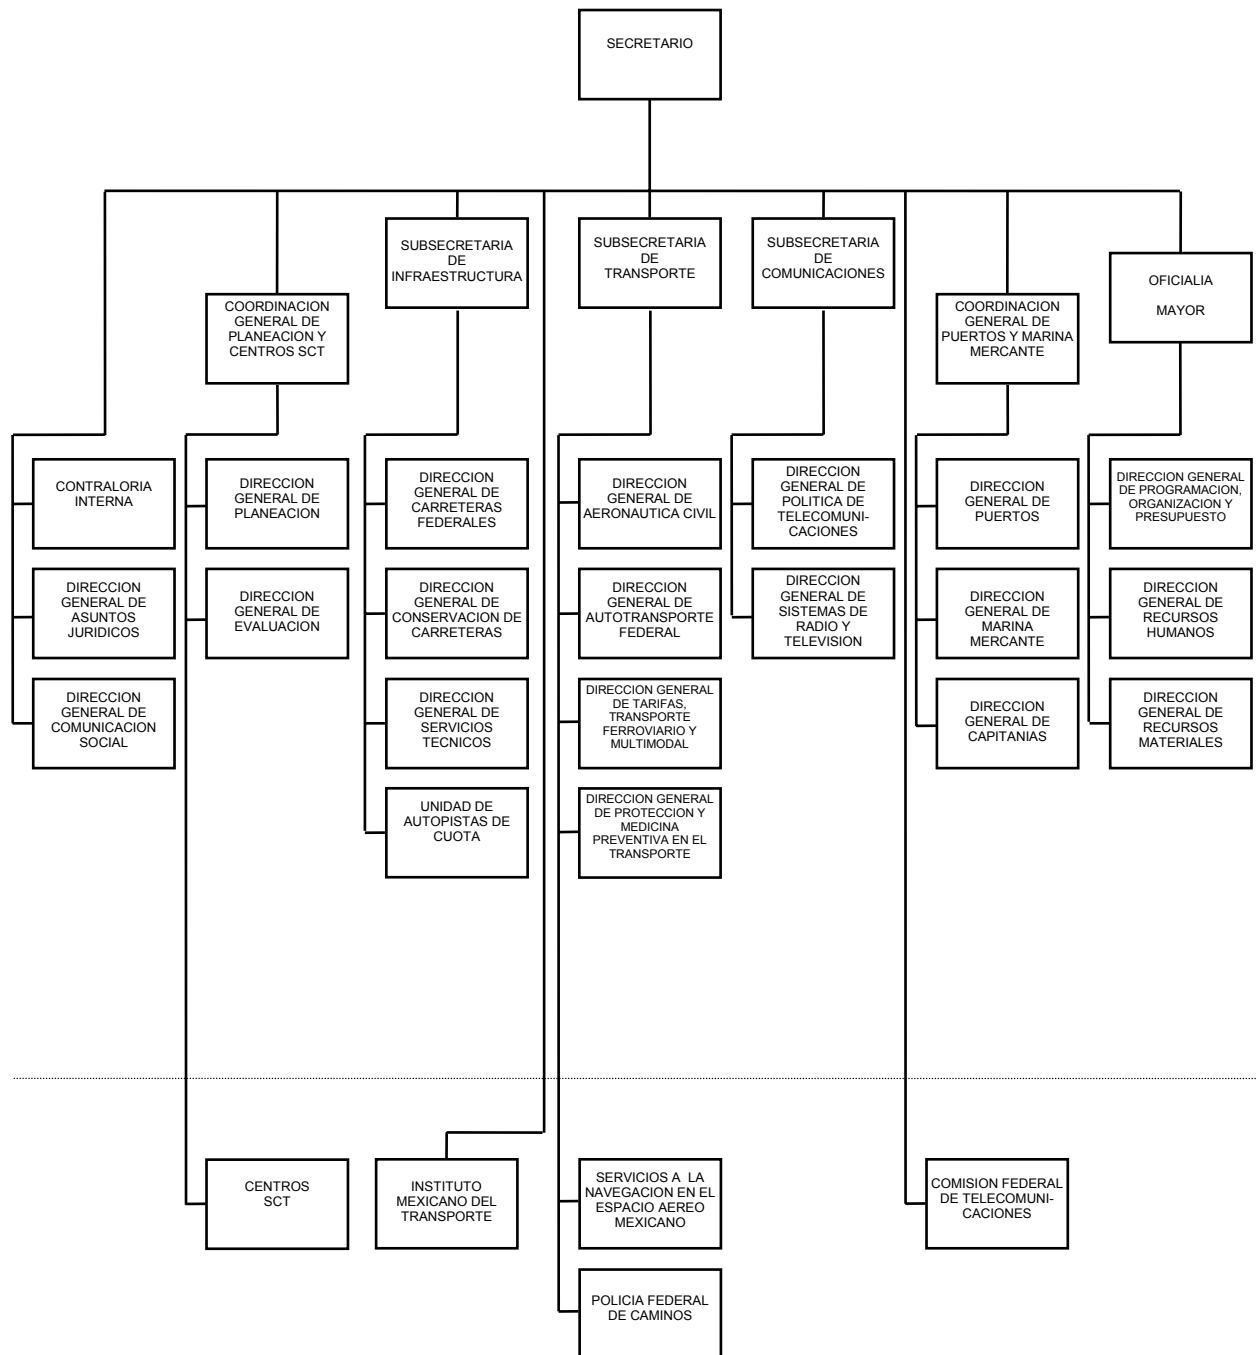 SECRETARIO
SUBSECRETARIA
DE
INFRAESTRUCTURA
SUBSECRETARIA
DE
TRANSPORTE
SUBSECRETARIA
DE
COMUNICACIONES
OFICIALIA
MAYOR
COORDINACION
GENERAL DE
PLANEACION Y
CENTROS SCT
COORDINACION
GENERAL DE
PUERTOS Y MARINA
MERCANTE
CONTRALORIA
INTERNA
DIRECCION
GENERAL DE
PLANEACION
DIRECCION
GENERAL DE
CARRETERAS
FEDERALES
DIRECCION
GENERAL DE
AERONAUTICA CIVIL
DIRECCION
GENERAL DE
POLITICA DE
TELECOMUNI-
CACIONES
DIRECCION
GENERAL DE
PUERTOS
DIRECCION GENERAL
DE PROGRAMACION,
ORGANIZACION Y
PRESUPUESTO
DIRECCION
GENERAL DE
ASUNTOS
JURIDICOS
DIRECCION
GENERAL DE
EVALUACION
DIRECCION
GENERAL DE
CONSERVACION DE
CARRETERAS
DIRECCION
GENERAL DE
AUTOTRANSPORTE
FEDERAL
DIRECCION
GENERAL DE
SISTEMAS DE
RADIO Y
TELEVISION
DIRECCION
GENERAL DE
MARINA
MERCANTE
DIRECCION
GENERAL DE
RECURSOS
HUMANOS
DIRECCION
GENERAL DE
COMUNICACION
SOCIAL
DIRECCION
GENERAL DE
SERVICIOS
TECNICOS
DIRECCION GENERAL
DE TARIFAS,
TRANSPORTE
FERROVIARIO Y
MULTIMODAL
DIRECCION
GENERAL DE
CAPITANIAS
DIRECCION
GENERAL DE
RECURSOS
MATERIALES
UNIDAD DE
AUTOPISTAS DE
CUOTA
DIRECCION GENERAL
DE PROTECCION Y
MEDICINA
PREVENTIVA EN EL
TRANSPORTE
CENTROS
SCT
INSTITUTO
MEXICANO DEL
TRANSPORTE
SERVICIOS A LA
NAVEGACION EN EL
ESPACIO AEREO
MEXICANO
COMISION FEDERAL
DE TELECOMUNI-
CACIONES
POLICIA FEDERAL
DE CAMINOS